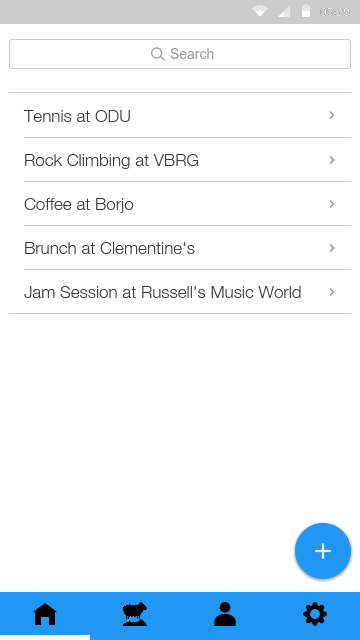 Search
Tennis at ODU
Rock Climbing at VBRG
Coffee at Borjo
Brunch at Clementine's
Jam Session at Russell's Music World